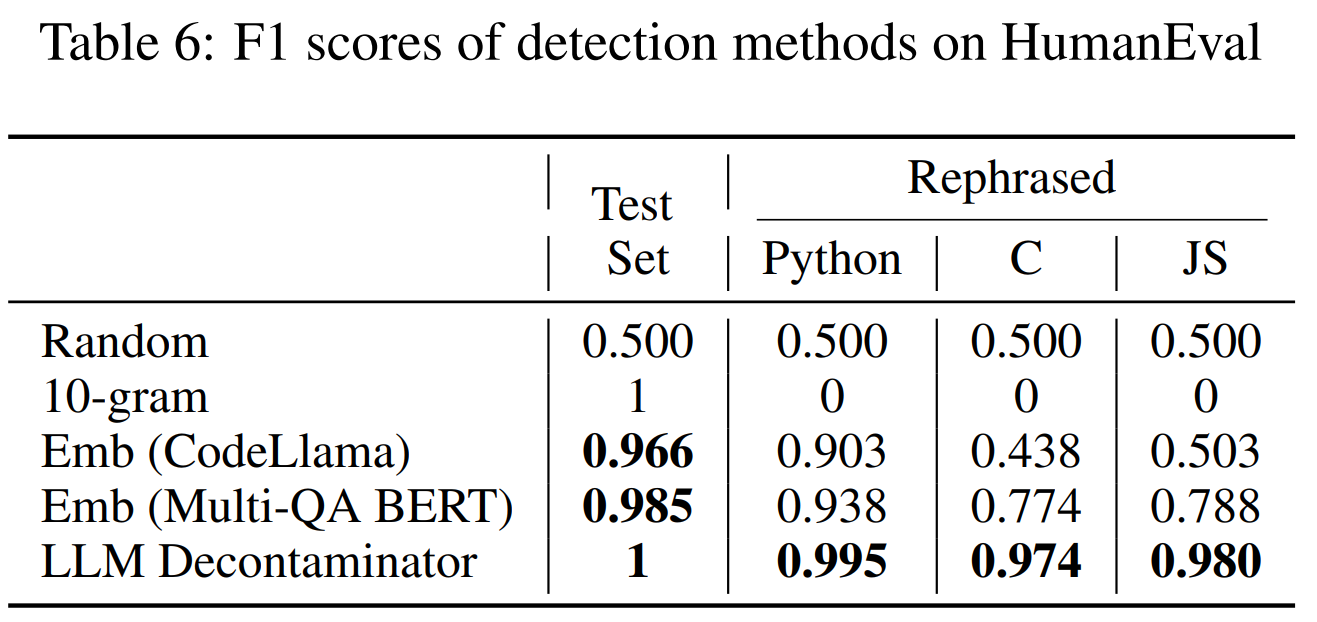 Table 6: F1 scores of detection methods on HumanEval
Test Set Rephrased
Python C JS
Random 0.500 0.500 0.500 0.500
10-gram 1 0 0 0
Emb (CodeLlama) 0.966 0.903 0.438 0.503
Emb (Multi-QA BERT) 0.985 0.938 0.774 0.788
LLM Decontaminator 1 0.995 0.974 0.980